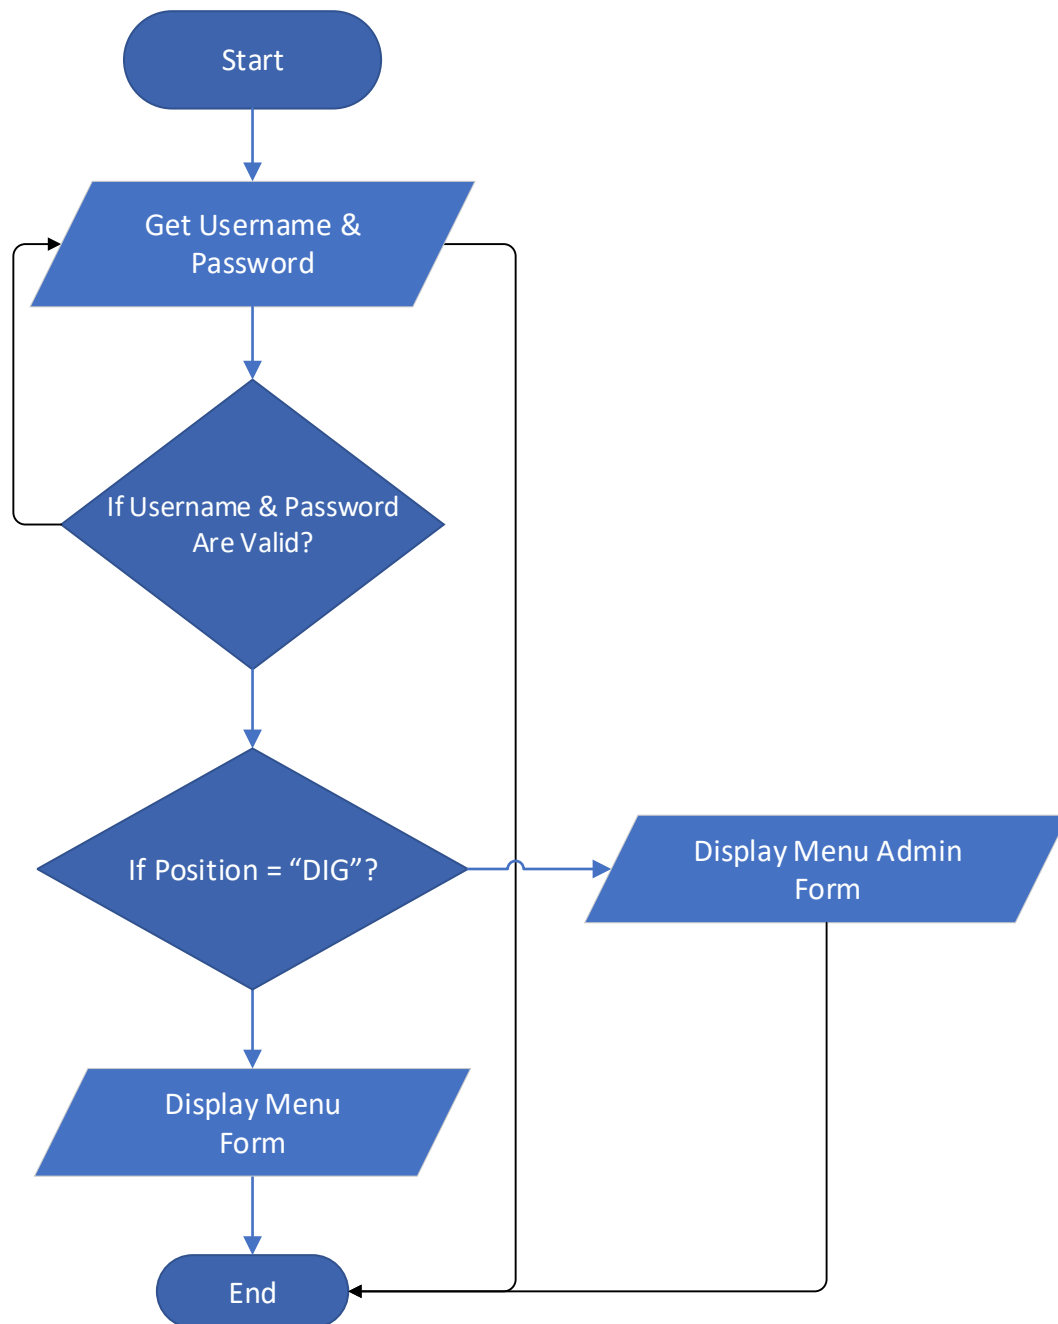 Start
Get Username &
Password
If Username & Password
Are Valid?
If Position = “DIG”?
Display Menu Admin
Form
Display Menu
Form
End